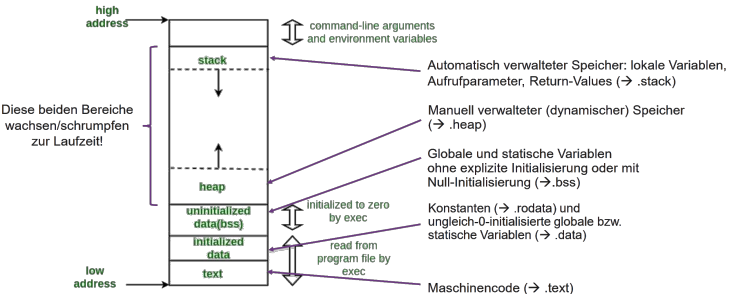 high
address
command-line arguments
and environment variables
stack
Automatisch verwalteter Speicher: lokale Variablen,
Aufrufparameter, Return-Values (→ .stack)
Diese beiden Bereiche
wachsen/schrumpfen
zur Laufzeit!
Manuell verwalteter (dynamischer) Speicher
(→ .heap)
Globale und statische Variablen
ohne explizite Initialisierung oder mit
Null-Initialisierung (→.bss)
heap
uninitialized
data(bss)
initialized to zero
by exec
Konstanten (→ .rodata) und
ungleich-0-initialisierte globale bzw.
statische Variablen (→ .data)
initialized
data
read from
program file by
exec
low
address
text
Maschinencode (→ .text)